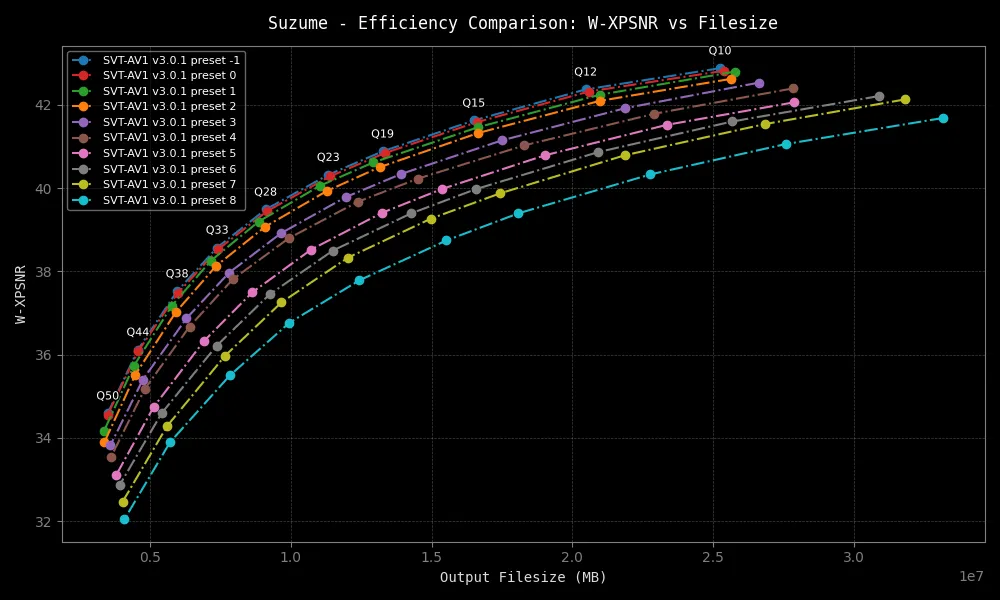 Suzume - Efficiency Comparison: W-XPSNR vs Filesize
SVT-AV1 v3.0.1 preset -1
SVT-AV1 v3.0.1 preset 0
SVT-AV1 v3.0.1 preset 1
SVT-AV1 v3.0.1 preset 2
SVT-AV1 v3.0.1 preset 3
SVT-AV1 v3.0.1 preset 4
SVT-AV1 v3.0.1 preset 5
SVT-AV1 v3.0.1 preset 6
SVT-AV1 v3.0.1 preset 7
SVT-AV1 v3.0.1 preset 8
Q10
Q12
Q15
Q19
Q23
Q28
Q33
Q38
Q44
Q50
W-XPSNR
42
40
38
36
34
32
0.5
1.0
1.5
2.0
2.5
3.0
1e7
Output Filesize (MB)